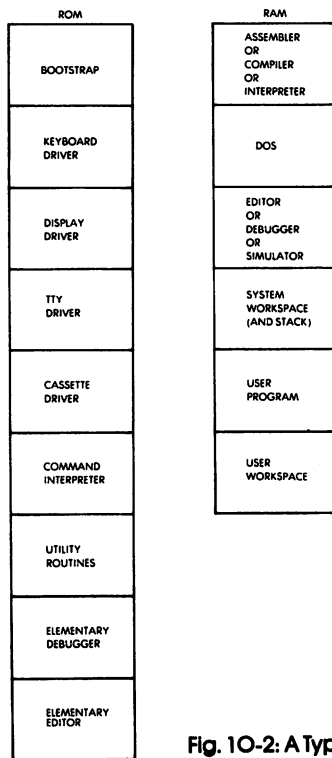 ROM
BOOTSTRAP
KEYBOARD
DRIVER
DISPLAY
DRIVER
TTY
DRIVER
CASSETTE
DRIVER
COMMAND
INTERPRETER
UTILITY
ROUTINES
ELEMENTARY
DEBUGGER
ELEMENTARY
EDITOR
RAM
ASSEMBLER
OR
COMPILER
OR
INTERPRETER
DOS
EDITOR
OR
DEBUGGER
OR
SIMULATOR
SYSTEM
WORKSPACE
(AND STACK)
USER
PROGRAM
USER
WORKSPACE
Fig. 10-2: A Typ